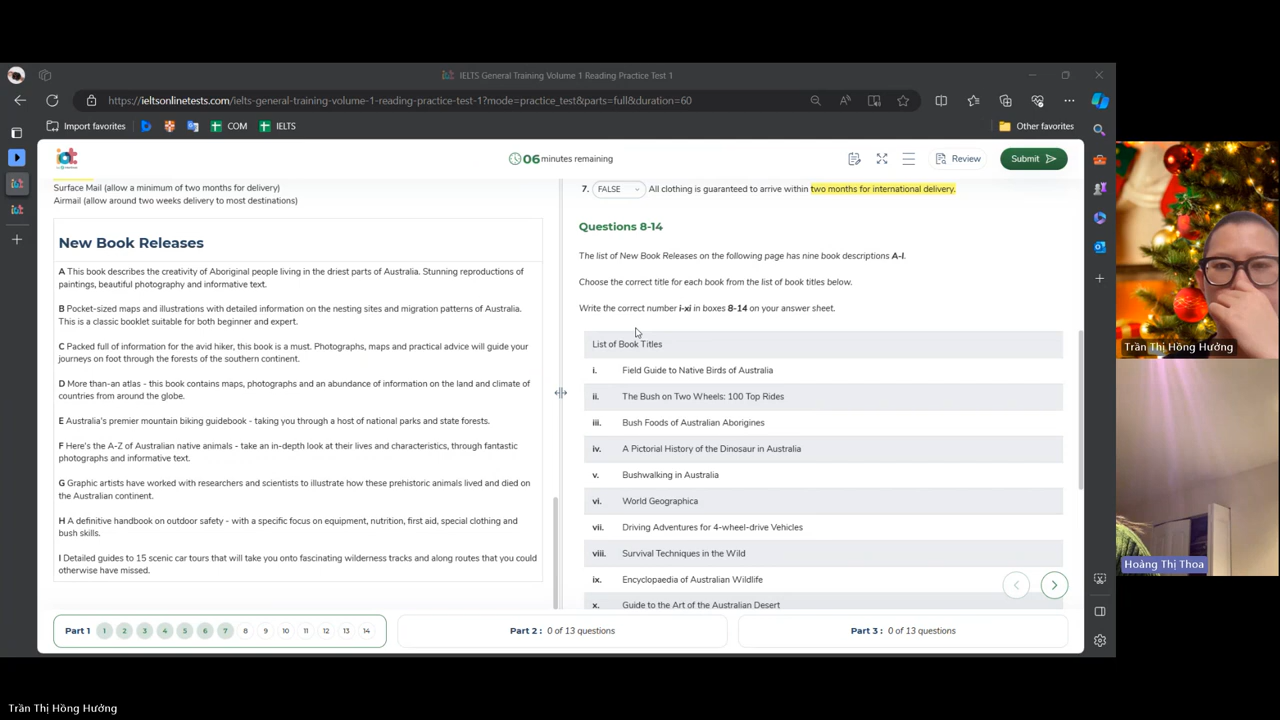 IELTS General Training Volume 1 Reading Practice Test 1
https://ieltsonlinetests.com/ielts-general-training-volume-1-reading-practice-test-1?mode=practice_test&parts=full&duration=60
Import favorites
COM
IELTS
Other favorites
iot
06 minutes remaining
Review
Submit
Surface Mail (allow a minimum of two months for delivery)
Airmail (allow around two weeks delivery to most destinations)
New Book Releases
A This book describes the creativity of Aboriginal people living in the driest parts of Australia. Stunning reproductions of
paintings, beautiful photography and informative text.
B Pocket-sized maps and illustrations with detailed information on the nesting sites and migration patterns of Australia.
This is a classic booklet suitable for both beginner and expert.
C Packed full of information for the avid hiker, this book is a must. Photographs, maps and practical advice will guide your
journeys on foot through the forests of the southern continent.
D More than-an atlas - this book contains maps, photographs and an abundance of information on the land and climate of
countries from around the globe.
E Australia's premier mountain biking guidebook - taking you through a host of national parks and state forests.
F Here's the A-Z of Australian native animals - take an in-depth look at their lives and characteristics, through fantastic
photographs and informative text.
G Graphic artists have worked with researchers and scientists to illustrate how these prehistoric animals lived and died on
the Australian continent.
H A definitive handbook on outdoor safety - with a specific focus on equipment, nutrition, first aid, special clothing and
bush skills.
I Detailed guides to 15 scenic car tours that will take you onto fascinating wilderness tracks and along routes that you could
otherwise have missed.
7. FALSE All clothing is guaranteed to arrive within two months for international delivery.
Questions 8-14
The list of New Book Releases on the following page has nine book descriptions A-I.
Choose the correct title for each book from the list of book titles below.
Write the correct number i-xi in boxes 8-14 on your answer sheet.
List of Book Titles
i. Field Guide to Native Birds of Australia
ii. The Bush on Two Wheels: 100 Top Rides
iii. Bush Foods of Australian Aborigines
iv. A Pictorial History of the Dinosaur in Australia
v. Bushwalking in Australia
vi. World Geographica
vii. Driving Adventures for 4-wheel-drive Vehicles
viii. Survival Techniques in the Wild
ix. Encyclopaedia of Australian Wildlife
x. Guide to the Art of the Australian Desert
Part 1 1 2 3 4 5 6 7 8 9 10 11 12 13 14
Part 2 : 0 of 13 questions
Part 3 : 0 of 13 questions
Trần Thị Hồng Hưởng
Hoàng Thị Thoa
Trần Thị Hồng Hưởng